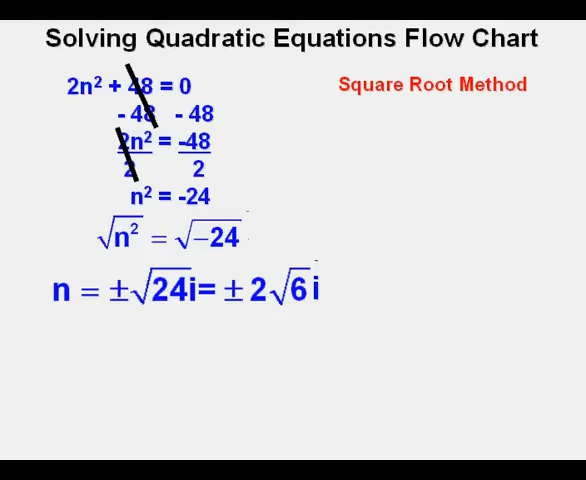 Solving Quadratic Equations Flow Chart
2n² + 48 = 0
Square Root Method
- 48 - 48
2n² = -48
2 2
n² = -24
√n² = √−24
n = ±√24i= ± 2√6 i